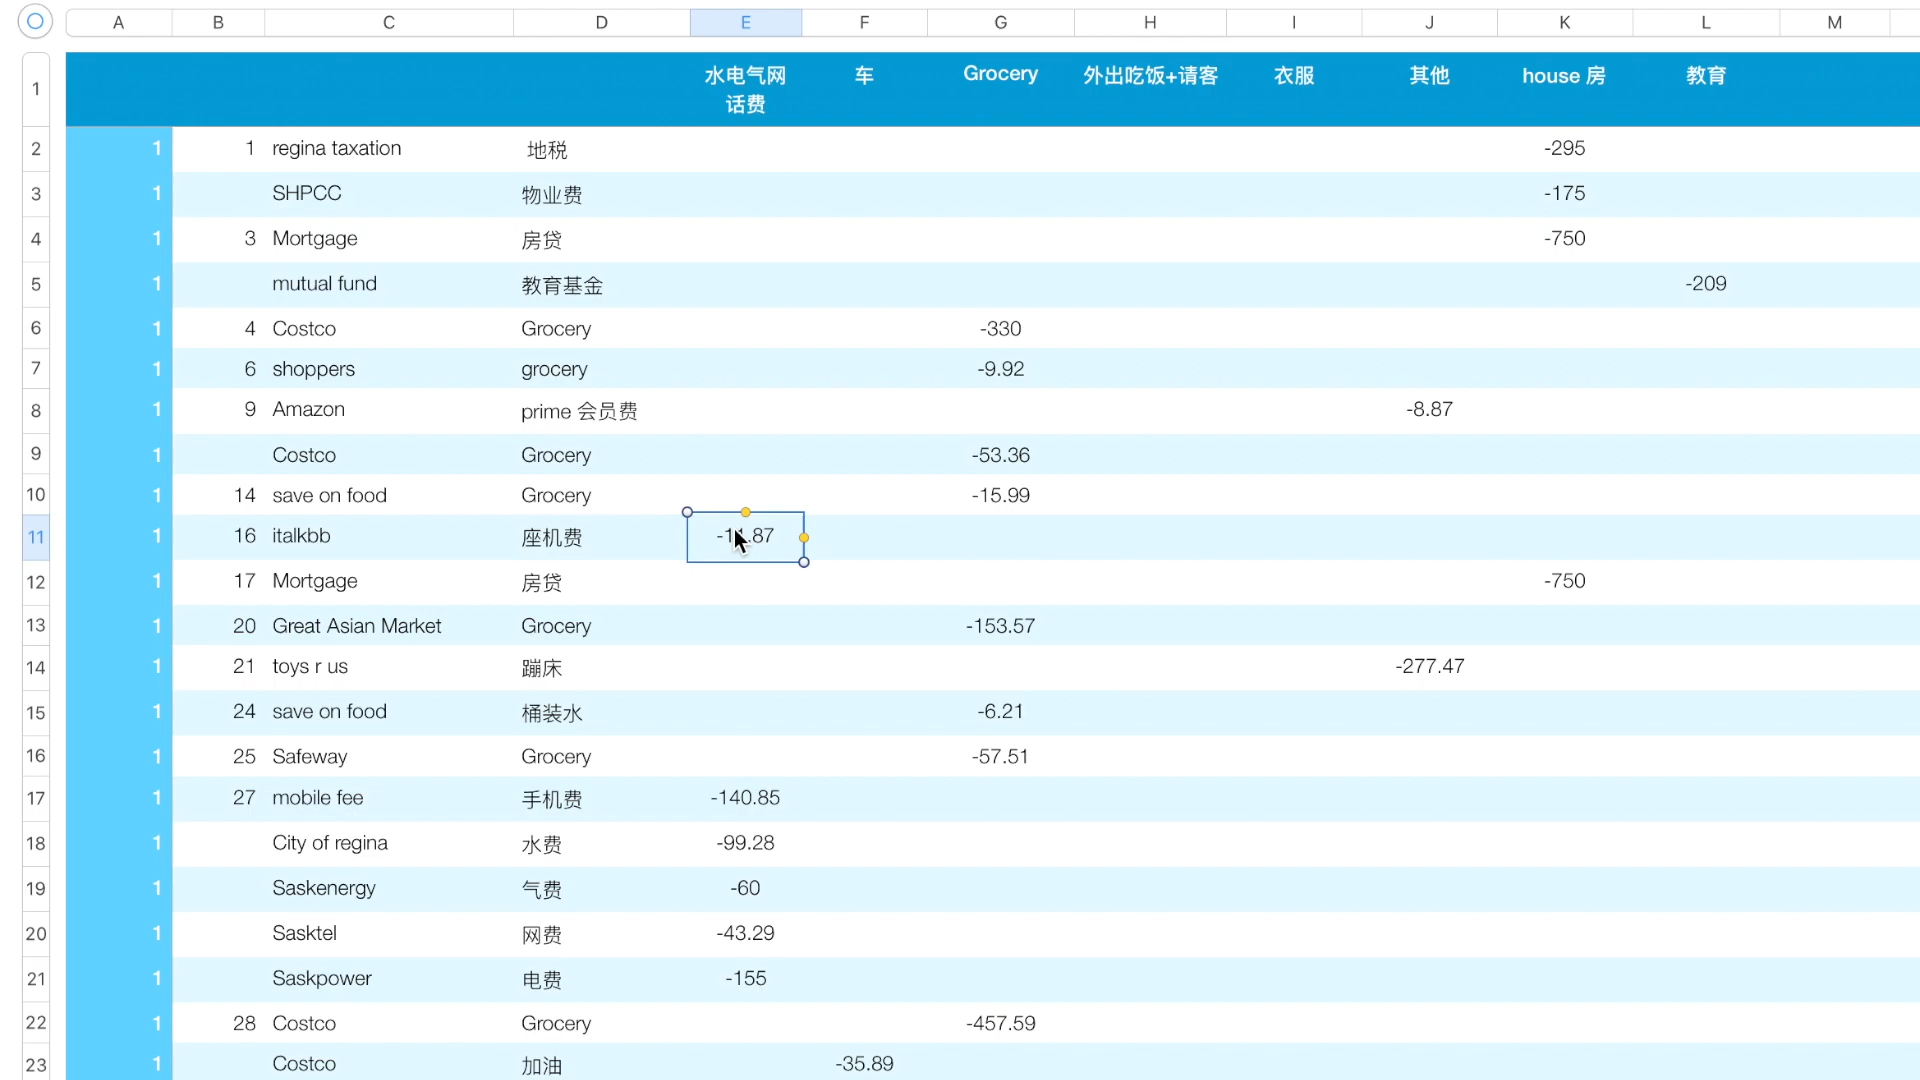 A B C D E F G H I J K L M
1 水电气网 车 Grocery 外出吃饭+请客 衣服 其他 house 房 教育
话费
2 1 1 regina taxation 地税 -295
3 1 SHPCC 物业费 -175
4 1 3 Mortgage 房贷 -750
5 1 mutual fund 教育基金 -209
6 1 4 Costco Grocery -330
7 1 6 shoppers grocery -9.92
8 1 9 Amazon prime 会员费 -8.87
9 1 Costco Grocery -53.36
10 1 14 save on food Grocery -15.99
11 1 16 italkbb 座机费
12 1 17 Mortgage 房贷 -750
13 1 20 Great Asian Market Grocery -153.57
14 1 21 toys r us 蹦床 -277.47
15 1 24 save on food 桶装水 -6.21
16 1 25 Safeway Grocery -57.51
17 1 27 mobile fee 手机费 -140.85
18 1 City of regina 水费 -99.28
19 1 Saskenergy 气费 -60
20 1 Sasktel 网费 -43.29
21 1 Saskpower 电费 -155
22 1 28 Costco Grocery -457.59
23 1 Costco 加油 -35.89